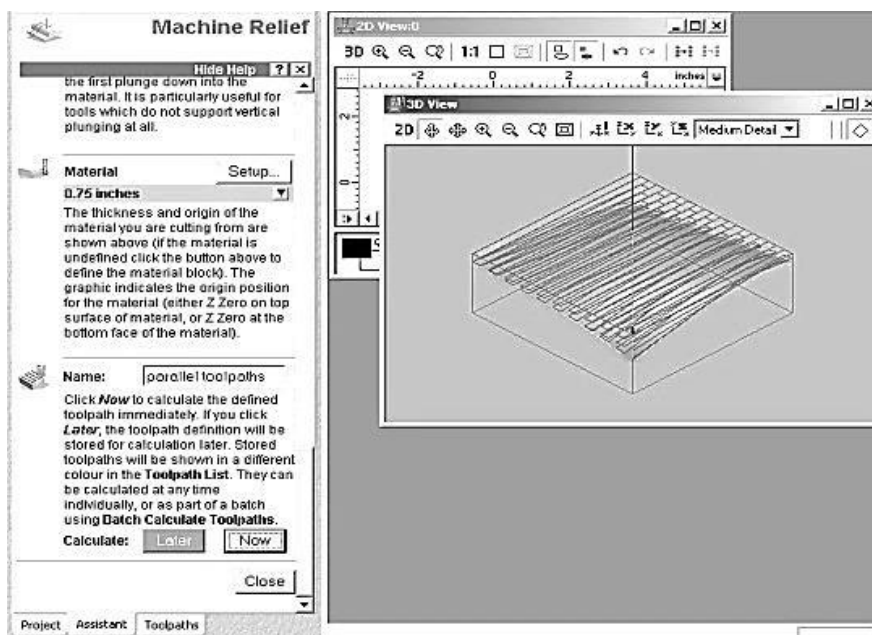 Machine Relief
Hide Help ? ×
the first plunge down into the
material. It is particularly useful for
tools which do not support vertical
plunging at all.
Material Setup...
0.75 inches
The thickness and origin of the
material you are cutting from are
shown above (if the material is
undefined click the button above to
define the material block). The
graphic indicates the origin position
for the material (either Z Zero on top
surface of material, or Z Zero at the
bottom face of the material).
Name: parallel toolpaths
Click Now to calculate the defined
toolpath immediately. If you click
Later, the toolpath definition will be
stored for calculation later. Stored
toolpaths will be shown in a different
colour in the Toolpath List. They can
be calculated at any time
individually, or as part of a batch
using Batch Calculate Toolpaths.
Calculate: Later Now
Close
Project Assistant Toolpaths
2D View:0
3D 1:1
-2 0 2 4 inches
2
0
3D View
2D Medium Detail